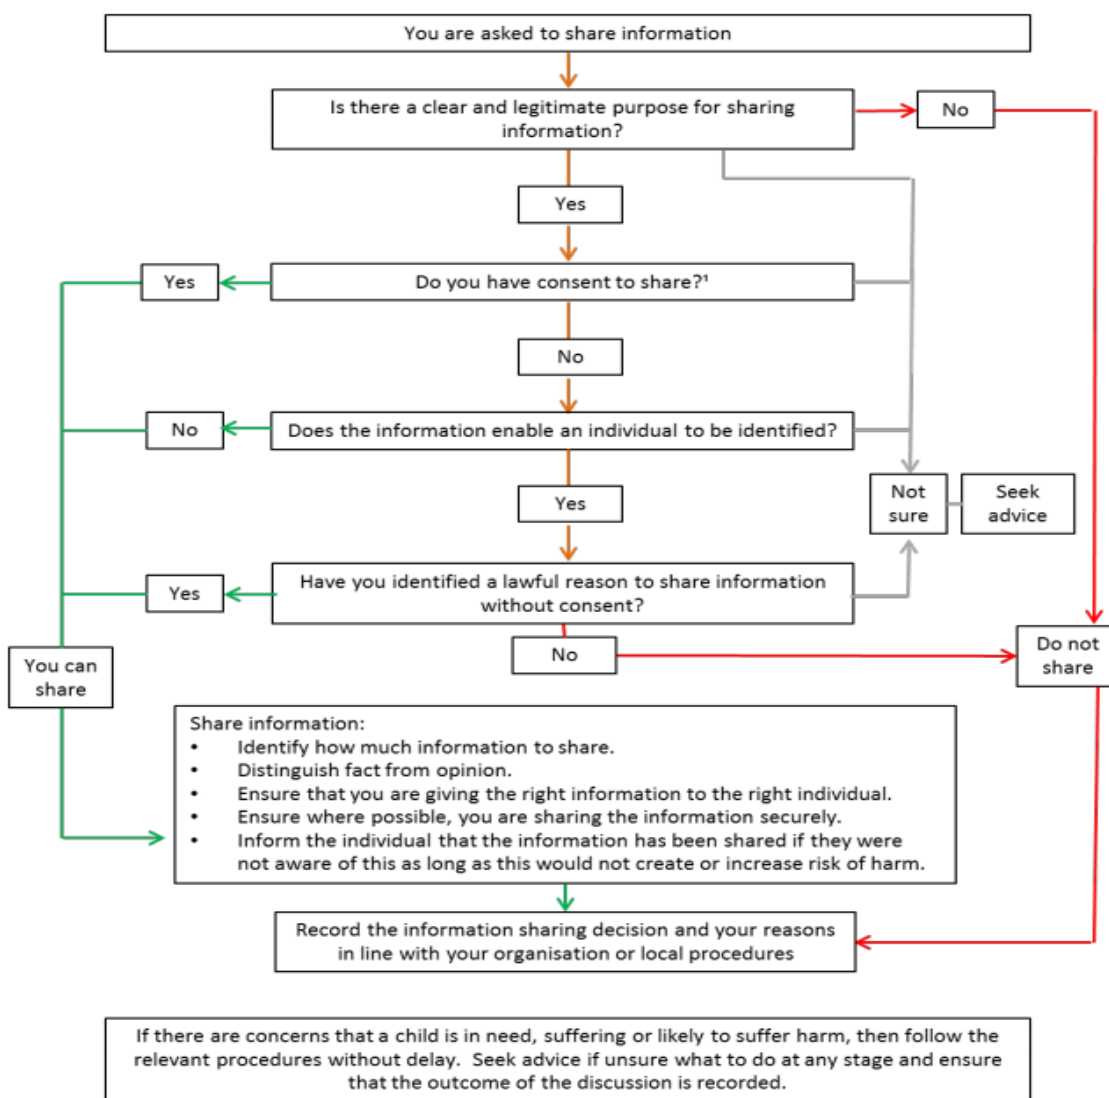 You are asked to share information
Is there a clear and legitimate purpose for sharing
information?
No
Yes
Yes
Do you have consent to share?¹
No
No
Does the information enable an individual to be identified?
Yes
Not
sure
Seek
advice
Yes
Have you identified a lawful reason to share information
without consent?
No
Do not
share
You can
share
Share information:
• Identify how much information to share.
• Distinguish fact from opinion.
• Ensure that you are giving the right information to the right individual.
• Ensure where possible, you are sharing the information securely.
• Inform the individual that the information has been shared if they were
not aware of this as long as this would not create or increase risk of harm.
Record the information sharing decision and your reasons
in line with your organisation or local procedures
If there are concerns that a child is in need, suffering or likely to suffer harm, then follow the
relevant procedures without delay. Seek advice if unsure what to do at any stage and ensure
that the outcome of the discussion is recorded.